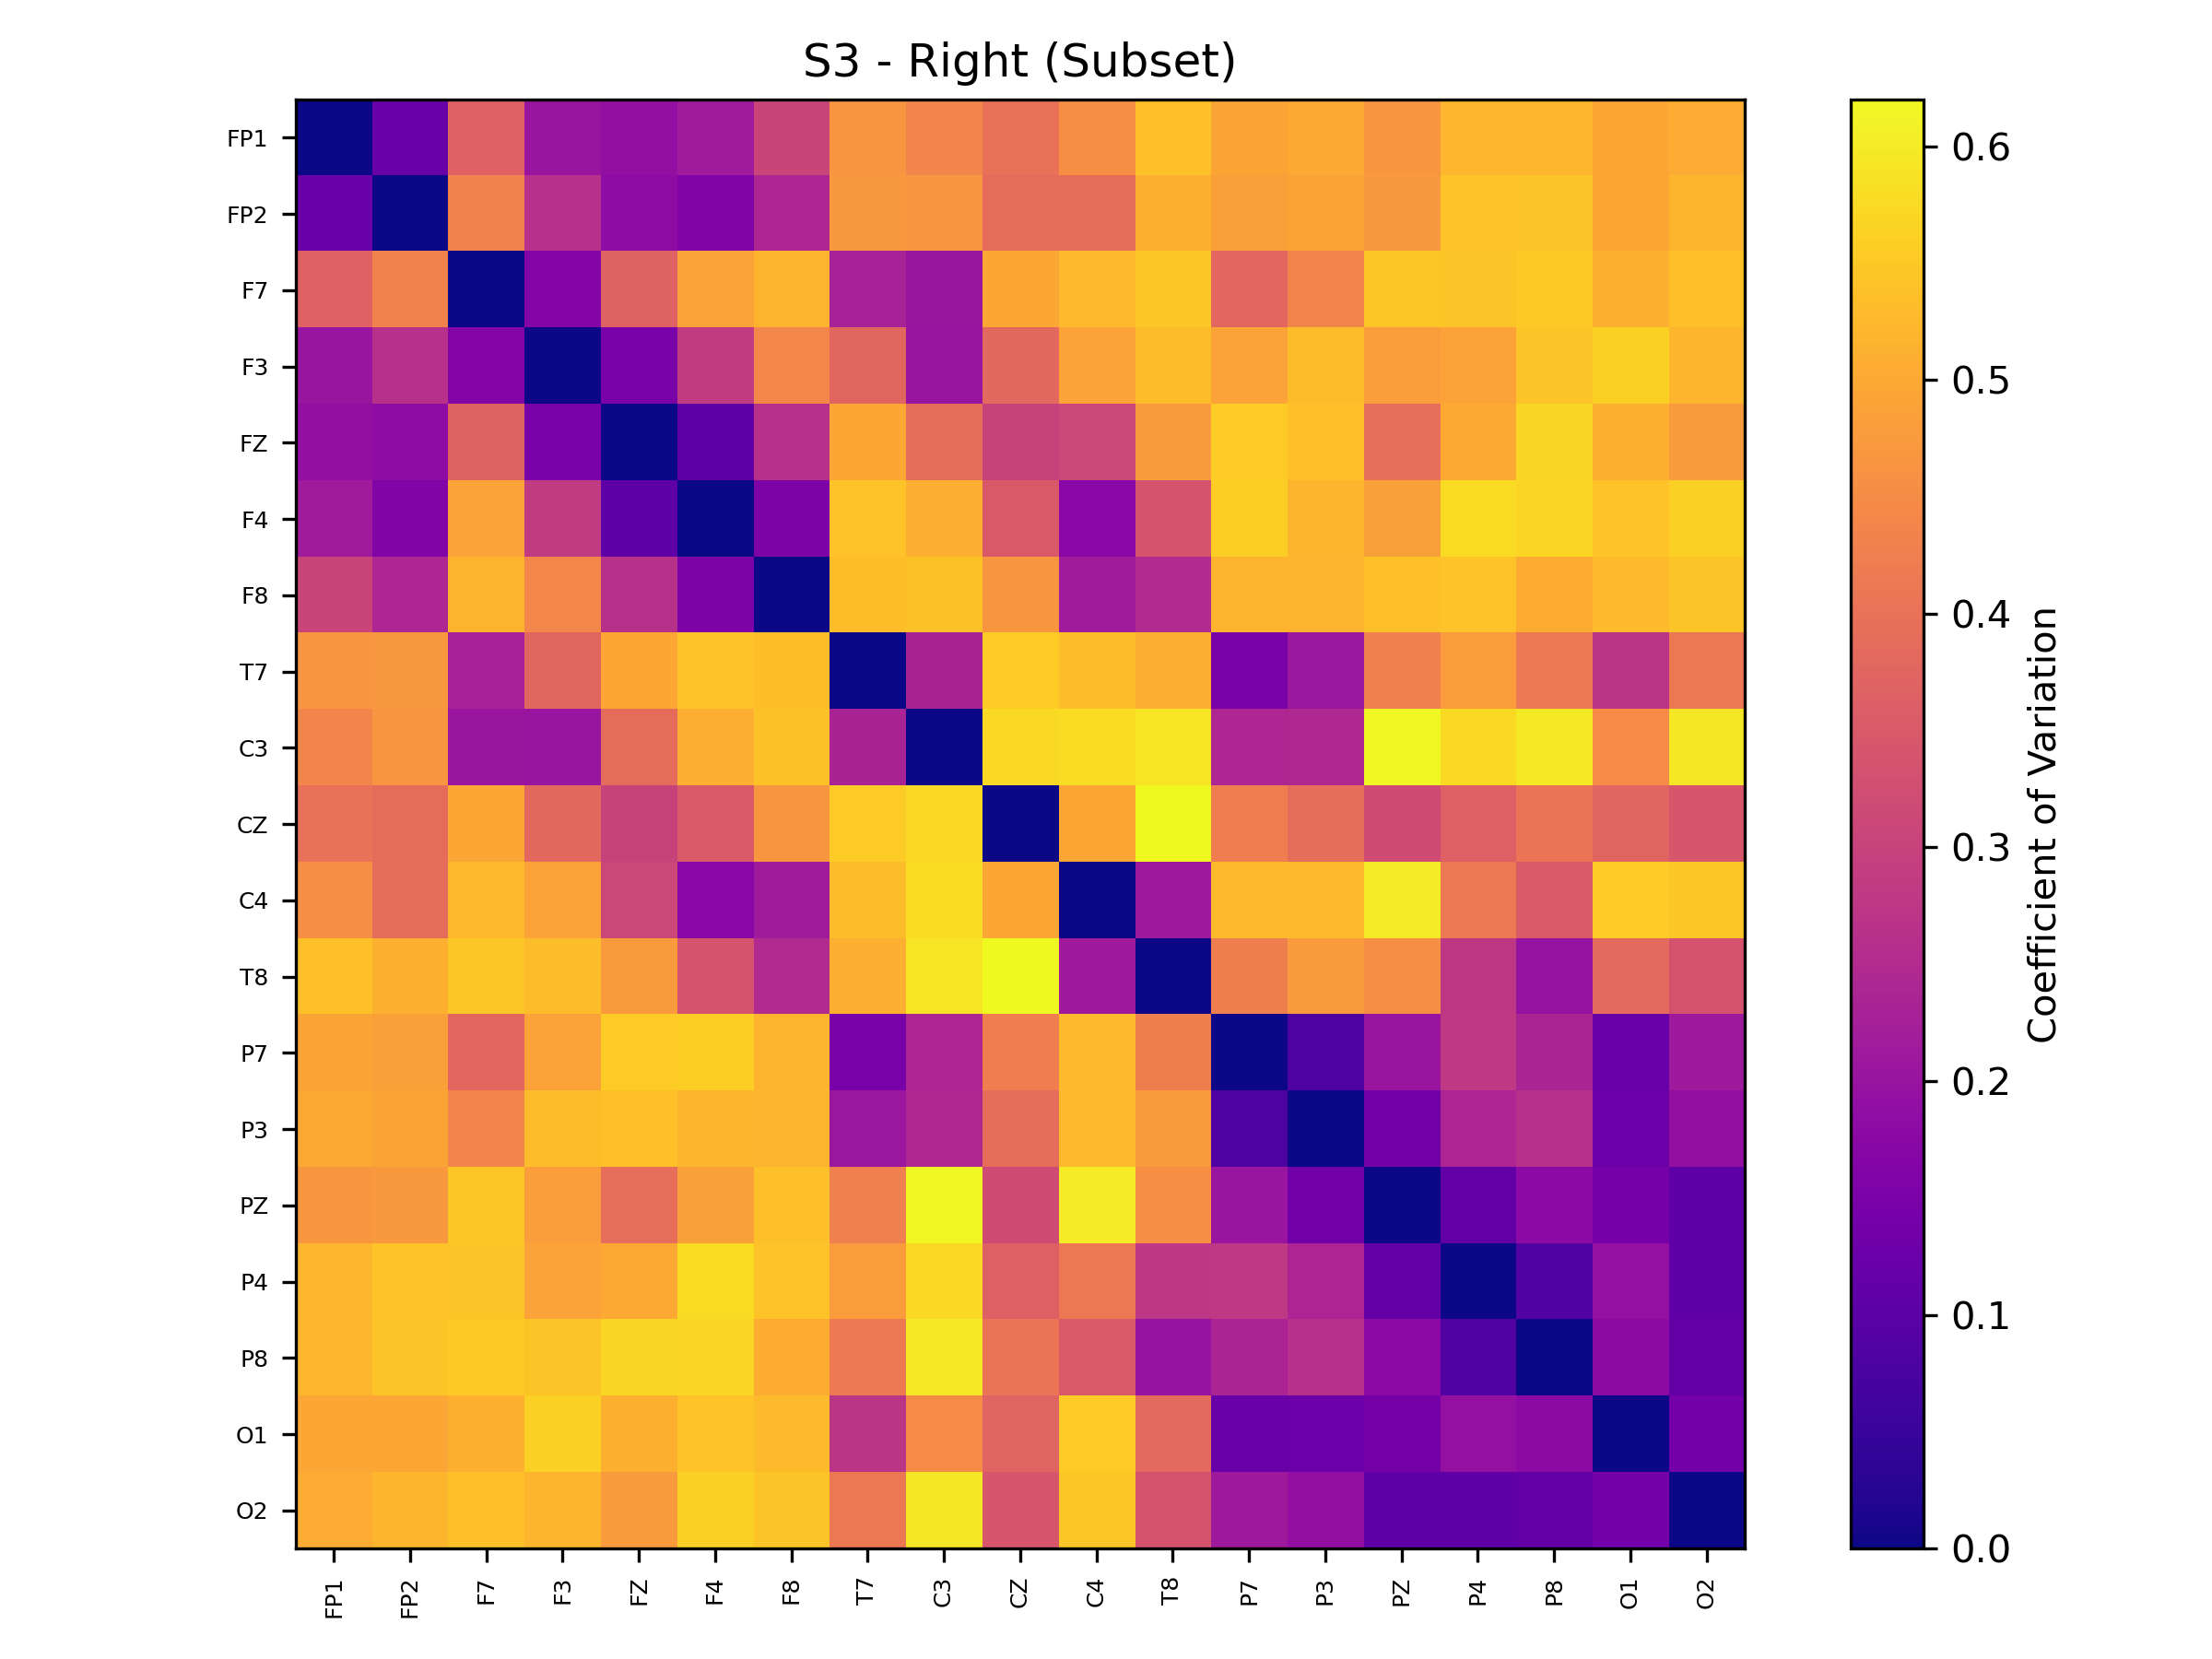 S3 - Right (Subset)
FP1
FP2
F7
F3
FZ
F4
F8
T7
C3
CZ
C4
T8
P7
P3
PZ
P4
P8
O1
O2
FP1 FP2 F7 F3 FZ F4 F8 T7 C3 CZ C4 T8 P7 P3 PZ P4 P8 O1 O2
0.6
0.5
0.4
0.3
0.2
0.1
0.0
Coefficient of Variation